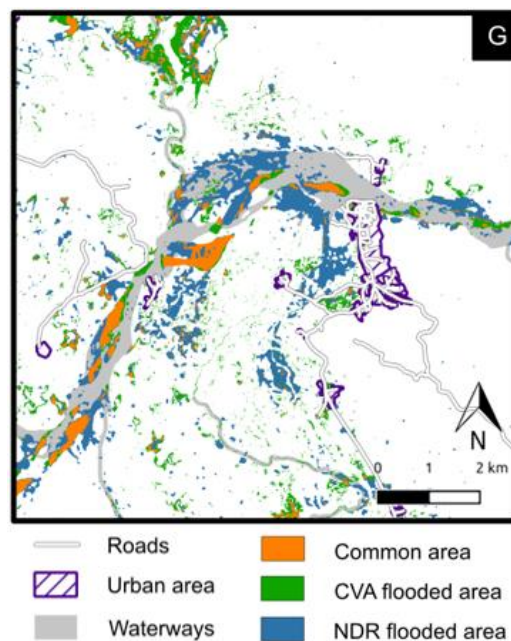 G
N
0 1 2 km
Roads
Common area
Urban area
CVA flooded area
Waterways
NDR flooded area